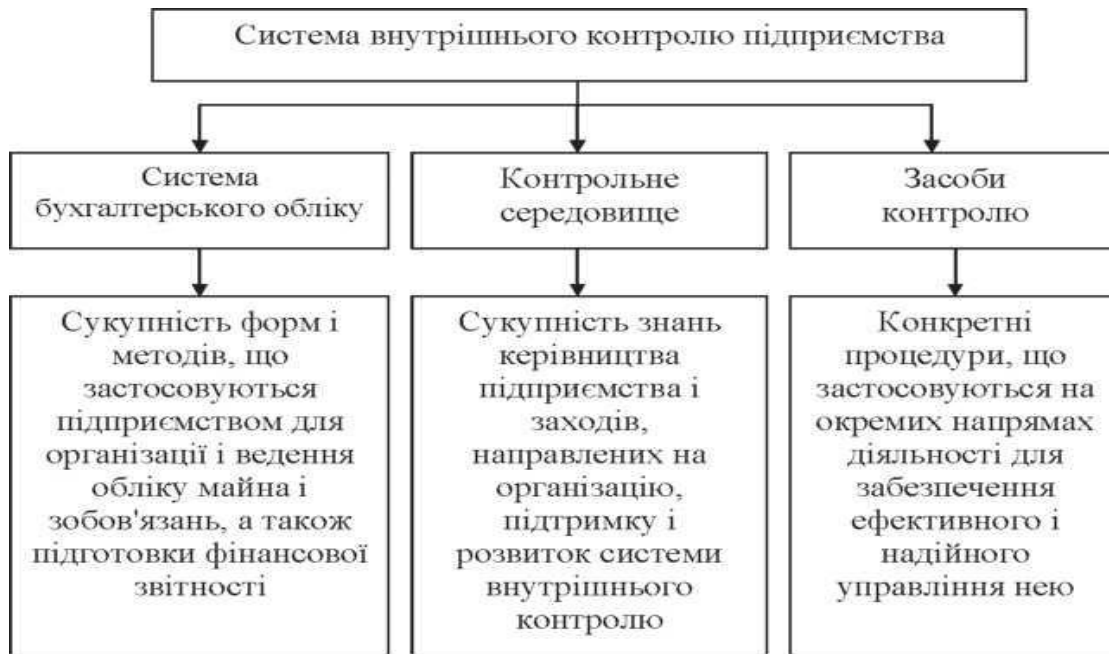 Система внутрішнього контролю підприємства
Система
бухгалтерського обліку
Контрольне
середовище
Засоби
контролю
Сукупність форм і
методів, що
застосовуються
підприємством для
організації і ведення
обліку майна і
зобов'язань, а також
підготовки фінансової
звітності
Сукупність знань
керівництва
підприємства і
заходів,
направлених на
організацію,
підтримку і
розвиток системи
внутрішнього
контролю
Конкретні
процедури, що
застосовуються на
окремих напрямах
діяльності для
забезпечення
ефективного і
надійного
управління нею